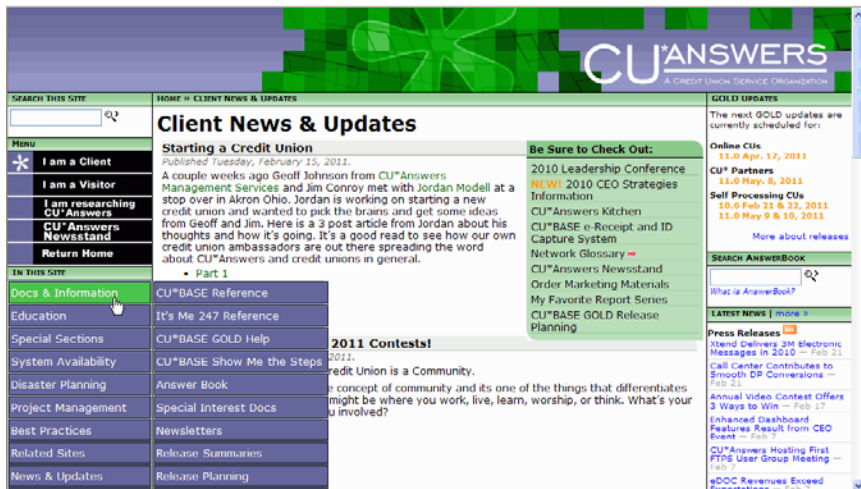 CU*ANSWERS
A CREDIT UNION SERVICE ORGANIZATION
SEARCH THIS SITE
MENU
I am a Client
I am a Visitor
I am researching
CU*Answers
CU*Answers
Newsstand
Return Home
IN THIS SITE
Docs & Information
Education
Special Sections
System Availability
Disaster Planning
Project Management
Best Practices
Related Sites
News & Updates
CU*BASE Reference
It's Me 247 Reference
CU*BASE GOLD Help
CU*BASE Show Me the Steps
Answer Book
Special Interest Docs
Newsletters
Release Summaries
Release Planning
HOME » CLIENT NEWS & UPDATES
Client News & Updates
Starting a Credit Union
Published Tuesday, February 15, 2011.
A couple weeks ago Geoff Johnson from CU*Answers
Management Services and Jim Conroy met with Jordan Modell at a
stop over in Akron Ohio. Jordan is working on starting a new
credit union and wanted to pick the brains and get some ideas
from Geoff and Jim. Here is a 3 post article from Jordan about his
thoughts and how it's going. It's a good read to see how our own
credit union ambassadors are out there spreading the word
about CU*Answers and credit unions in general.
• Part 1
2011 Contests!
2011.
redit Union is a Community.
e concept of community and its one of the things that differentiates
might be where you work, live, learn, worship, or think. What's your
u involved?
Be Sure to Check Out:
2010 Leadership Conference
NEW! 2010 CEO Strategies
Information
CU*Answers Kitchen
CU*BASE e-Receipt and ID
Capture System
Network Glossary
CU*Answers Newsstand
Order Marketing Materials
My Favorite Report Series
CU*BASE GOLD Release
Planning
GOLD UPDATES
The next GOLD updates are
currently scheduled for:
Online CUs
11.0 Apr. 17, 2011
CU* Partners
11.0 May. 8, 2011
Self Processing CUs
10.6 Feb 21 & 22, 2011
11.0 May 9 & 10, 2011
More about releases
SEARCH ANSWERBOOK
What is AnswerBook?
LATEST NEWS | more »
Press Releases
Xtend Delivers 3M Electronic
Messages in 2010 — Feb 21
Call Center Contributes to
Smooth DP Conversions —
Feb 21
Annual Video Contest Offers
3 Ways to Win — Feb 17
Enhanced Dashboard
Features Result from CEO
Event — Feb 7
CU*Answers Hosting First
FTPS User Group Meeting —
Feb 7
eDOC Revenues Exceed
Expectations — Feb 7